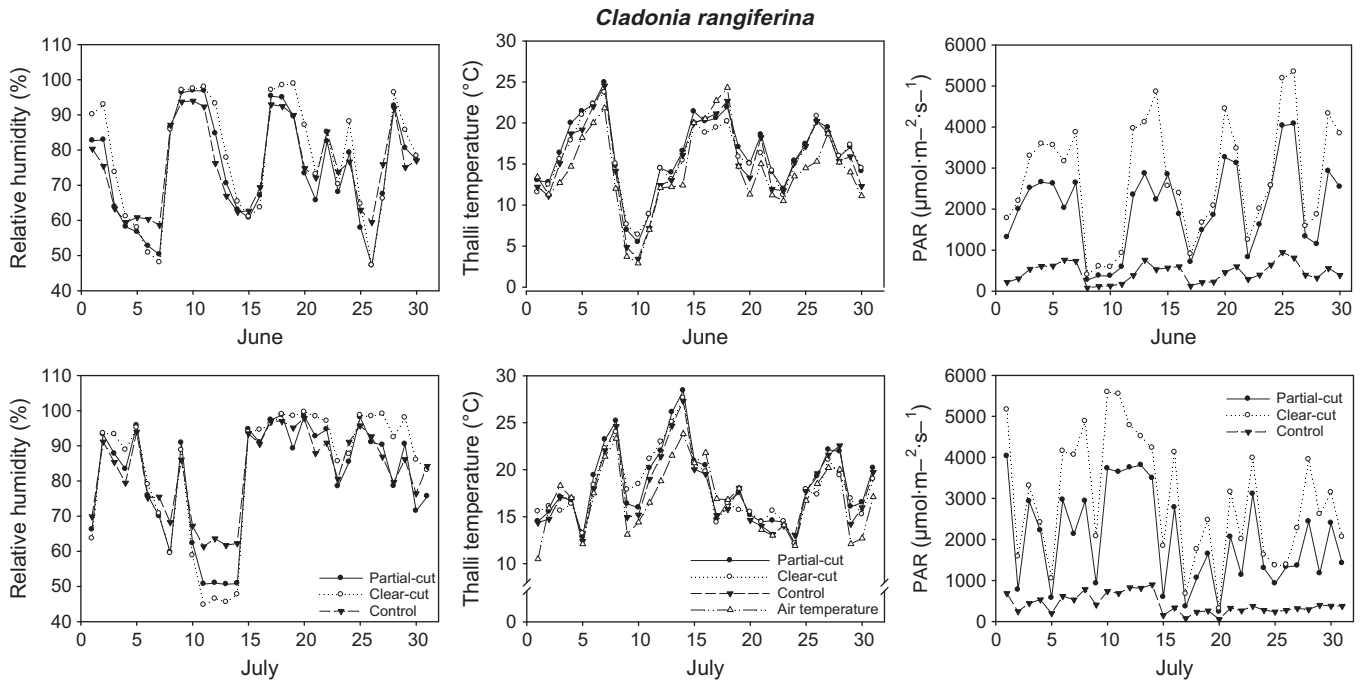 Cladonia rangiferina
Relative humidity (%)
110
100
90
80
70
60
50
40
0 5 10 15 20 25 30
June
Thalli temperature (°C)
30
25
20
15
10
5
0
0 5 10 15 20 25 30
June
PAR (µmol·m–2·s–1)
6000
5000
4000
3000
2000
1000
0
0 5 10 15 20 25 30
June
Relative humidity (%)
110
100
90
80
70
60
50
40
Partial-cut
Clear-cut
Control
0 5 10 15 20 25 30
July
Thalli temperature (°C)
30
25
20
15
10
0
Partial-cut
Clear-cut
Control
Air temperature
0 5 10 15 20 25 30
July
PAR (µmol·m–2·s–1)
6000
5000
4000
3000
2000
1000
0
Partial-cut
Clear-cut
Control
0 5 10 15 20 25 30
July